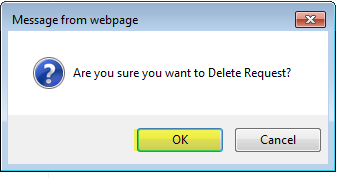 Message from webpage
Are you sure you want to Delete Request?
OK
Cancel